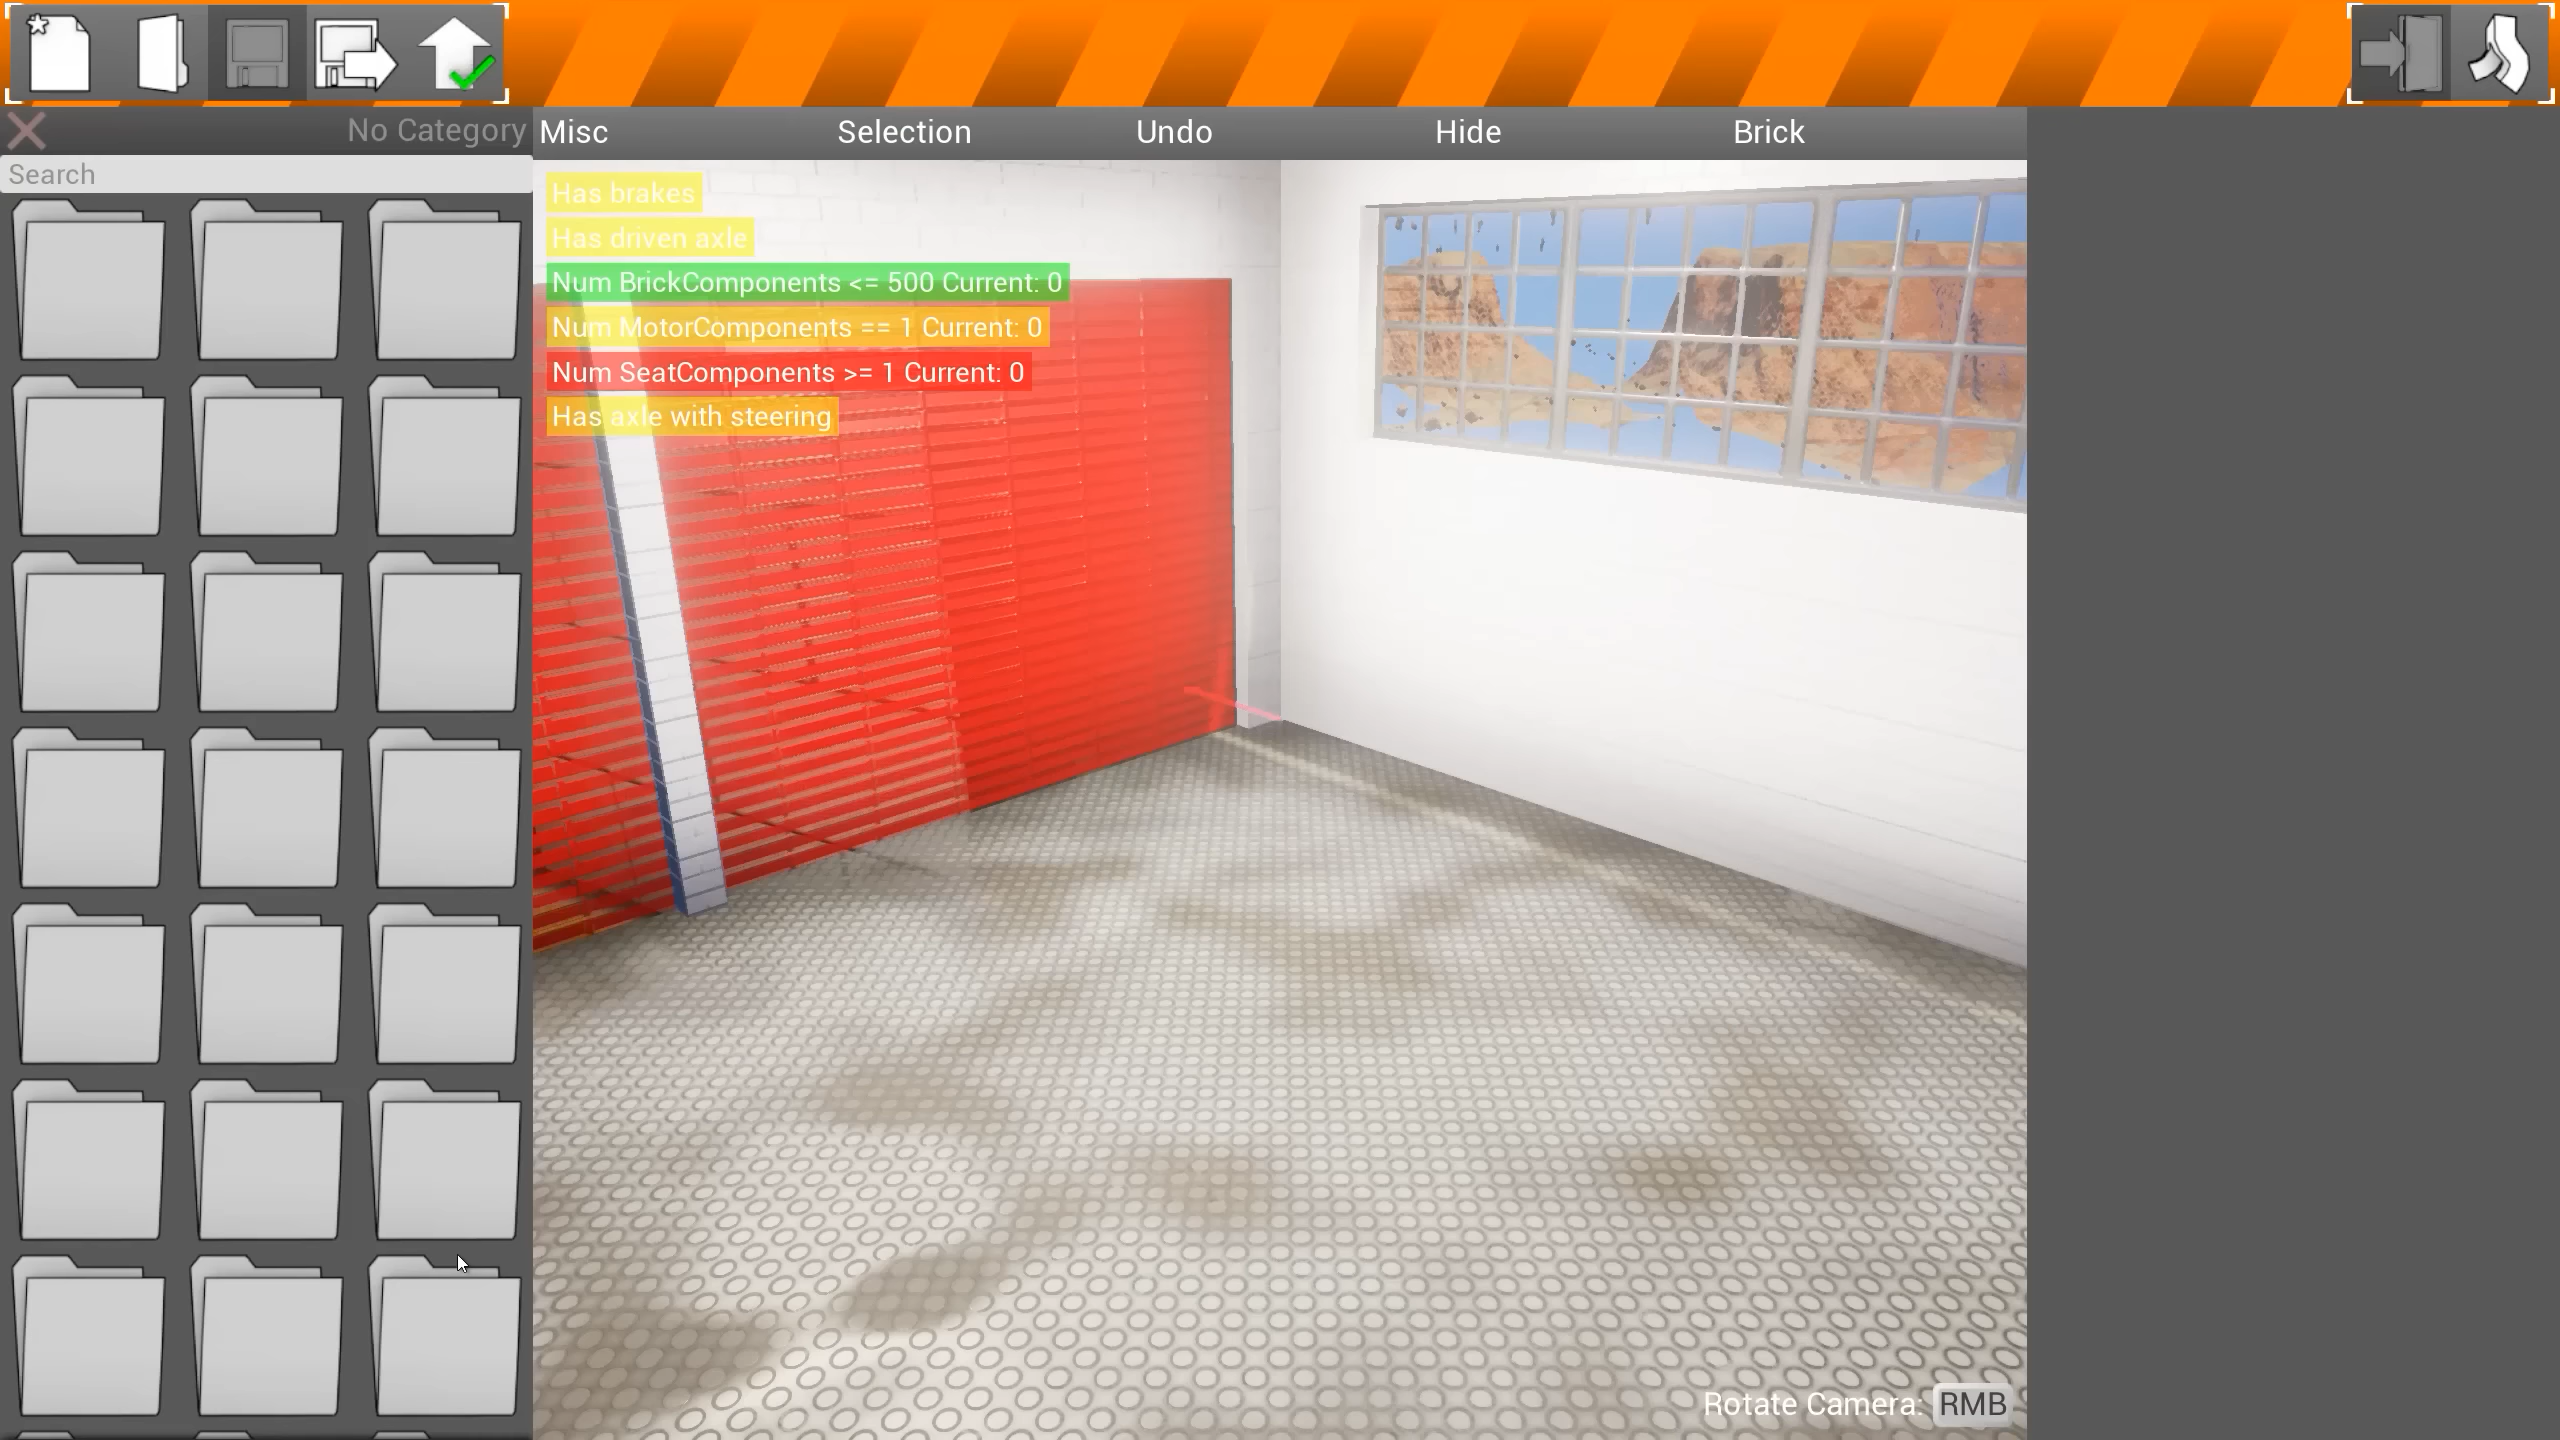 No Category
Search
Misc
Selection
Undo
Hide
Brick
Has brakes
Has driven axle
Num BrickComponents <= 500 Current: 0
Num MotorComponents == 1 Current: 0
Num SeatComponents >= 1 Current: 0
Has axle with steering
Rotate Camera: RMB